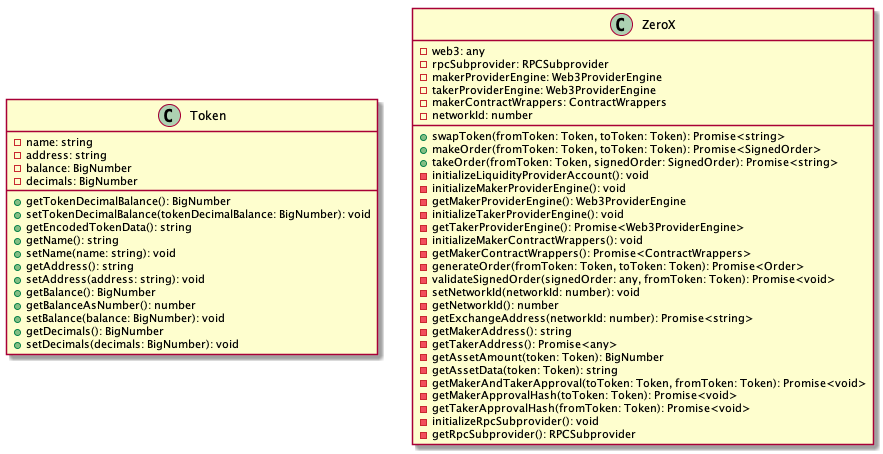 C Token
name: string
address: string
balance: BigNumber
decimals: BigNumber
getTokenDecimalBalance(): BigNumber
setTokenDecimalBalance(tokenDecimalBalance: BigNumber): void
getEncodedTokenData(): string
getName(): string
setName(name: string): void
getAddress(): string
setAddress(address: string): void
getBalance(): BigNumber
getBalanceAsNumber(): number
setBalance(balance: BigNumber): void
getDecimals(): BigNumber
setDecimals(decimals: BigNumber): void
C ZeroX
web3: any
rpcSubprovider: RPCSubprovider
makerProviderEngine: Web3ProviderEngine
takerProviderEngine: Web3ProviderEngine
makerContractWrappers: ContractWrappers
networkId: number
swapToken(fromToken: Token, toToken: Token): Promise<string>
makeOrder(fromToken: Token, toToken: Token): Promise<SignedOrder>
takeOrder(fromToken: Token, signedOrder: SignedOrder): Promise<string>
initializeLiquidityProviderAccount(): void
initializeMakerProviderEngine(): void
getMakerProviderEngine(): Web3ProviderEngine
initializeTakerProviderEngine(): void
getTakerProviderEngine(): Promise<Web3ProviderEngine>
initializeMakerContractWrappers(): void
getMakerContractWrappers(): Promise<ContractWrappers>
generateOrder(fromToken: Token, toToken: Token): Promise<Order>
validateSignedOrder(signedOrder: any, fromToken: Token): Promise<void>
setNetworkId(networkId: number): void
getNetworkId(): number
getExchangeAddress(networkId: number): Promise<string>
getMakerAddress(): string
getTakerAddress(): Promise<any>
getAssetAmount(token: Token): BigNumber
getAssetData(token: Token): string
getMakerAndTakerApproval(toToken: Token, fromToken: Token): Promise<void>
getMakerApprovalHash(toToken: Token): Promise<void>
getTakerApprovalHash(fromToken: Token): Promise<void>
initializeRpcSubprovider(): void
getRpcSubprovider(): RPCSubprovider